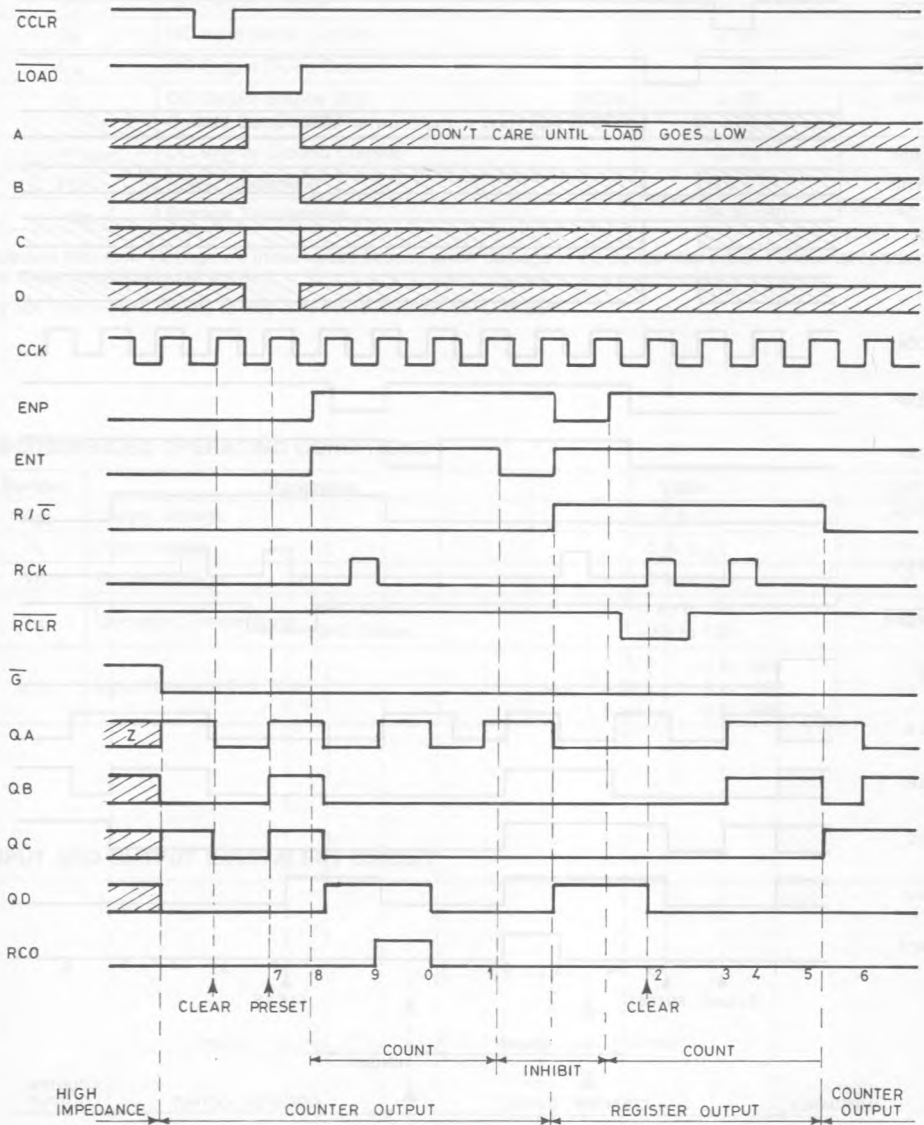 CCLR
LOAD
A
DON'T CARE UNTIL LOAD GOES LOW
B
C
D
CCK
ENP
ENT
R/C
RCK
RCLR
G
QA
Z
QB
QC
QD
RCO
7 8 9 0 1 2 3 4 5 6
CLEAR PRESET CLEAR
COUNT INHIBIT COUNT
HIGH IMPEDANCE COUNTER OUTPUT REGISTER OUTPUT COUNTER OUTPUT